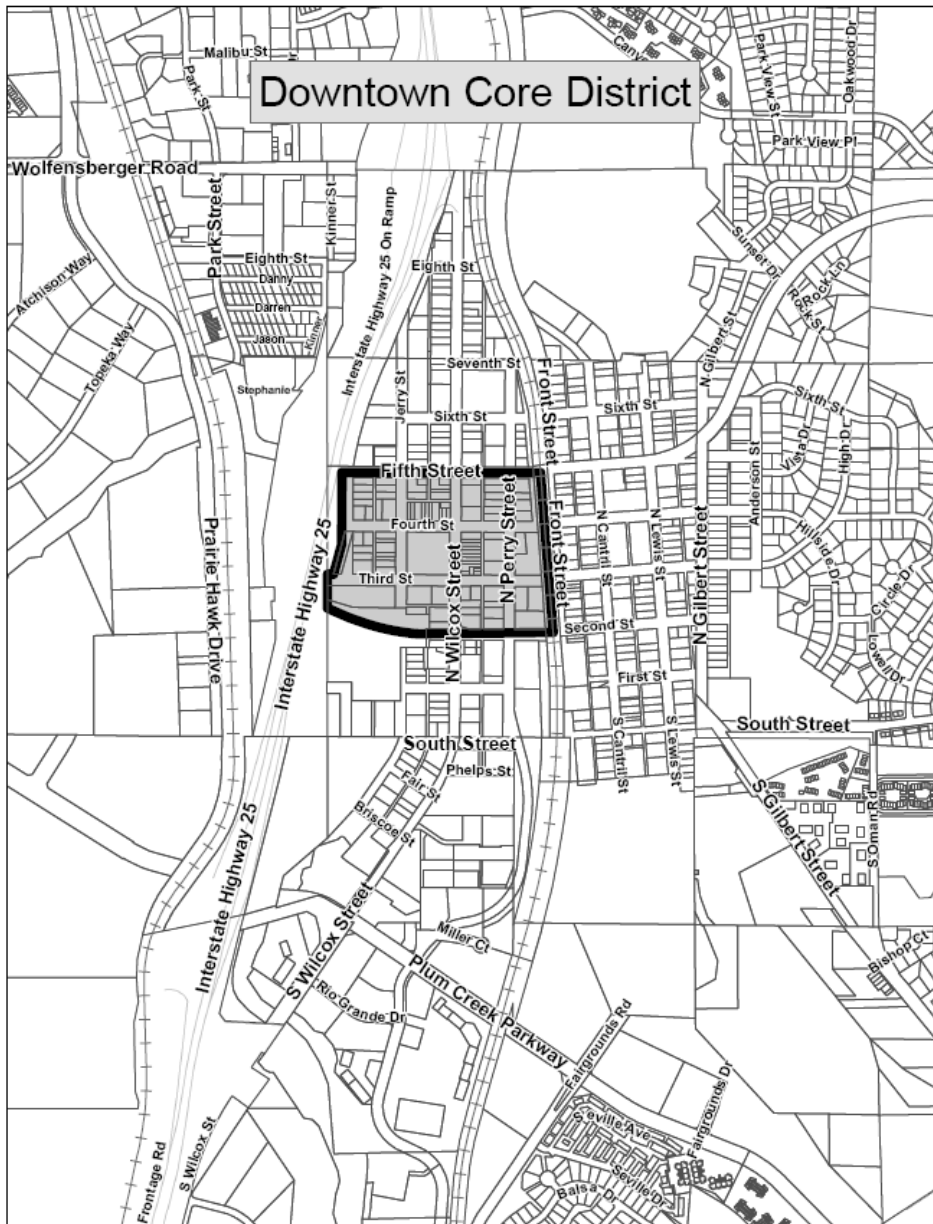 Malibu St
Park St
Dr
Cany
Park View St
Oakwood Dr
Downtown Core District
Park View Pl
Wolfensberger Road
Park Street
Kinner St
Interstate Highway 25 On Ramp
Sunset Dr
Rock Ln
Rock St
Eighth St
Danny
Darren
Jason
Kinner
Atchison Way
Topeka Way
Stephanie
Eighth St
Seventh St
Jerry St
Sixth St
Front Street
Sixth St
N Gilbert St
Sixth St
Vista Dr
High Dr
Anderson St
Fifth Street
Fourth St
Third St
N Perry Street
N Wilcox Street
Front Street
N Cantril St
N Lewis St
N Gilbert Street
Hillside Dr
Circle Dr
Lowell Dr
Prairie Hawk Drive
Interstate Highway 25
Second St
First St
South Street
Phelps St
Fair St
Briscoe St
S Cantril St
S Lewis St
South Street
S Gilbert Street
S Oman Rd
Interstate Highway 25
S Wilcox Street
Miller Ct
Bishop Ct
Rio Grande Dr
Plum Creek Parkway
Fairgrounds Rd
Fairgrounds Dr
Seville Ave
Seville Dr
Balsa Dr
S Wilcox St
Frontage Rd